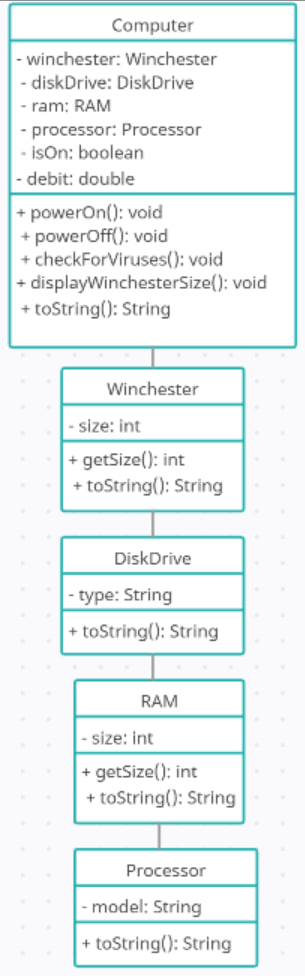 Computer
- winchester: Winchester
- diskDrive: DiskDrive
- ram: RAM
- processor: Processor
- isOn: boolean
- debit: double
+ powerOn(): void
+ powerOff(): void
+ checkForViruses(): void
+ displayWinchesterSize(): void
+ toString(): String
Winchester
- size: int
+ getSize(): int
+ toString(): String
DiskDrive
- type: String
+ toString(): String
RAM
- size: int
+ getSize(): int
+ toString(): String
Processor
- model: String
+ toString(): String